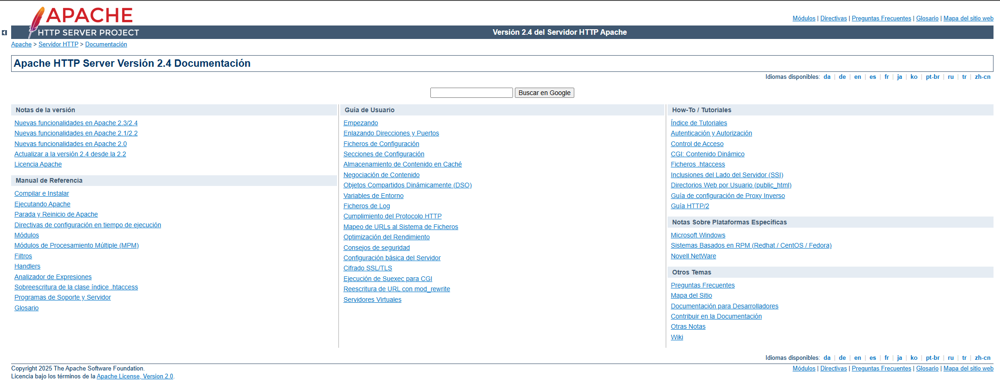 APACHE
HTTP SERVER PROJECT
Módulos | Directivas | Preguntas Frecuentes | Glosario | Mapa del sitio web
Versión 2.4 del Servidor HTTP Apache
Apache > Servidor HTTP > Documentación
Apache HTTP Server Versión 2.4 Documentación
Idiomas disponibles: da | de | en | es | fr | ja | ko | pt-br | ru | tr | zh-cn
Buscar en Google
Notas de la versión
Nuevas funcionalidades en Apache 2.3/2.4
Nuevas funcionalidades en Apache 2.1/2.2
Nuevas funcionalidades en Apache 2.0
Actualizar a la versión 2.4 desde la 2.2
Licencia Apache
Manual de Referencia
Compilar e Instalar
Ejecutando Apache
Parada y Reinicio de Apache
Directivas de configuración en tiempo de ejecución
Módulos
Módulos de Procesamiento Múltiple (MPM)
Filtros
Handlers
Analizador de Expresiones
Sobreescritura de la clase índice .htaccess
Programas de Soporte y Servidor
Glosario
Guía de Usuario
Empezando
Enlazando Direcciones y Puertos
Ficheros de Configuración
Secciones de Configuración
Almacenamiento de Contenido en Caché
Negociación de Contenido
Objetos Compartidos Dinámicamente (DSO)
Variables de Entorno
Ficheros de Log
Cumplimiento del Protocolo HTTP
Mapeo de URLs al Sistema de Ficheros
Optimización del Rendimiento
Consejos de seguridad
Configuración básica del Servidor
Cifrado SSL/TLS
Ejecución de Suexec para CGI
Reescritura de URL con mod_rewrite
Servidores Virtuales
How-To / Tutoriales
Índice de Tutoriales
Autenticación y Autorización
Control de Acceso
CGI: Contenido Dinámico
Ficheros .htaccess
Inclusiones del Lado del Servidor (SSI)
Directorios Web por Usuario (public_html)
Guía de configuración de Proxy Inverso
Guía HTTP/2
Notas Sobre Plataformas Específicas
Microsoft Windows
Sistemas Basados en RPM (Redhat / CentOS / Fedora)
Novell NetWare
Otros Temas
Preguntas Frecuentes
Mapa del Sitio
Documentación para Desarrolladores
Contribuir en la Documentación
Otras Notas
Wiki
Idiomas disponibles: da | de | en | es | fr | ja | ko | pt-br | ru | tr | zh-cn
Copyright 2025 The Apache Software Foundation.
Licencia bajo los términos de la Apache License, Version 2.0.
Módulos | Directivas | Preguntas Frecuentes | Glosario | Mapa del sitio web